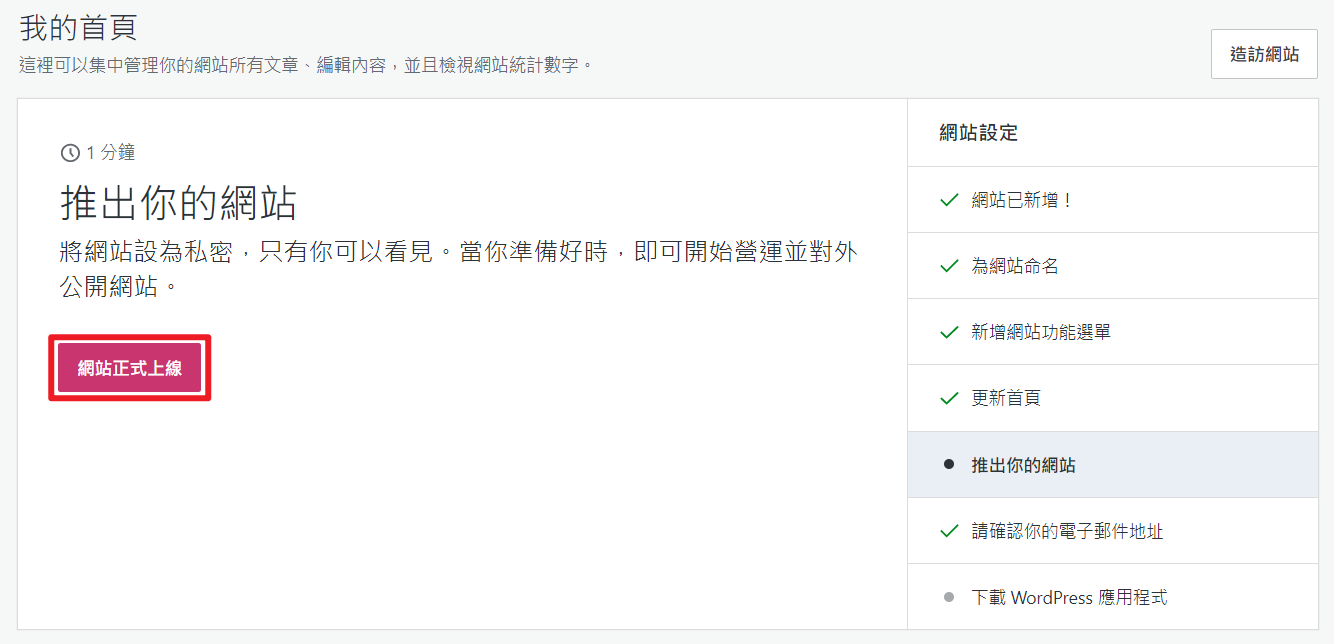 我的首頁
這裡可以集中管理你的網站所有文章、編輯內容，並且檢視網站統計數字。
造訪網站
1 分鐘
推出你的網站
將網站設為私密，只有你可以看見。當你準備好時，即可開始營運並對外
公開網站。
網站正式上線
網站設定
網站已新增！
為網站命名
新增網站功能選單
更新首頁
推出你的網站
請確認你的電子郵件地址
下載 WordPress 應用程式